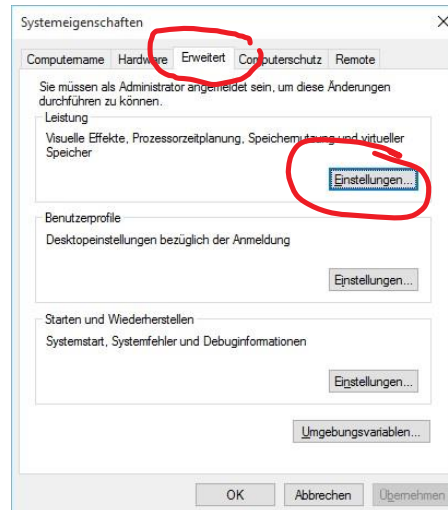 Systemeigenschaften
Computername Hardware Erweitert Computerschutz Remote
Sie müssen als Administrator angemeldet sein, um diese Änderungen
durchführen zu können.
Leistung
Visuelle Effekte, Prozessorzeitplanung, Speichernutzung und virtueller
Speicher
Einstellungen...
Benutzerprofile
Desktopeinstellungen bezüglich der Anmeldung
Einstellungen...
Starten und Wiederherstellen
Systemstart, Systemfehler und Debuginformationen
Einstellungen...
Umgebungsvariablen...
OK Abbrechen Übernehmen